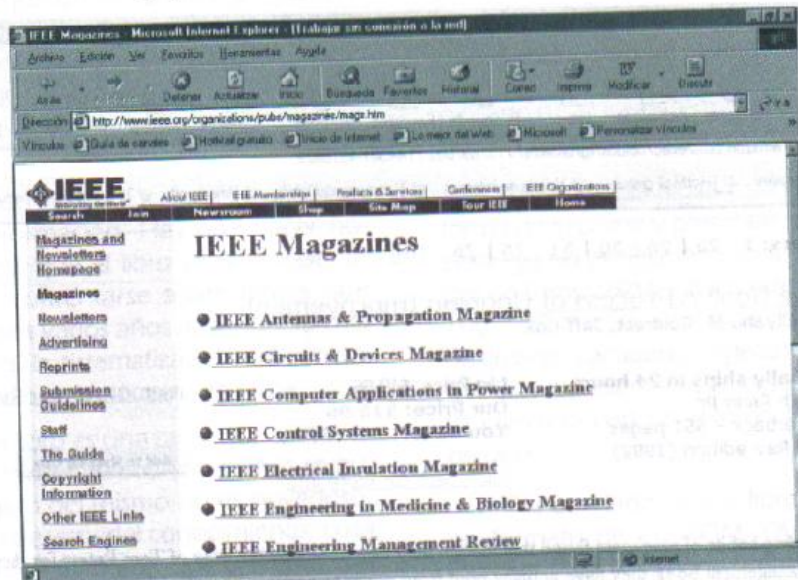 IEEE Magazines - Microsoft Internet Explorer - [Trabajar sin conexión a la red]
Archivo Edición Ver Favoritos Herramientas Ayuda
Atrás Detener Actualizar Inicio Búsqueda Favoritos Historial Correo Imprimir Modificar Discutir
Dirección http://www.ieee.org/organizations/pubs/magazines/mags.htm Ir a
Vínculos Guía de canales Hotmail gratuito Inicio de Internet Lo mejor del Web Microsoft Personalizar vínculos
IEEE
About IEEE | IEEE Membership | Products & Services | Conferences | IEEE Organizations
Search Join Newsroom Shop Site Map Tour IEEE Home
Magazines and
Newsletters
Homepage
Magazines
Newsletters
Advertising
Reprints
Submission
Guidelines
Staff
The Guide
Copyright
Information
Other IEEE Links
Search Engines
IEEE Magazines
IEEE Antennas & Propagation Magazine
IEEE Circuits & Devices Magazine
IEEE Computer Applications in Power Magazine
IEEE Control Systems Magazine
IEEE Electrical Insulation Magazine
IEEE Engineering in Medicine & Biology Magazine
IEEE Engineering Management Review
Internet